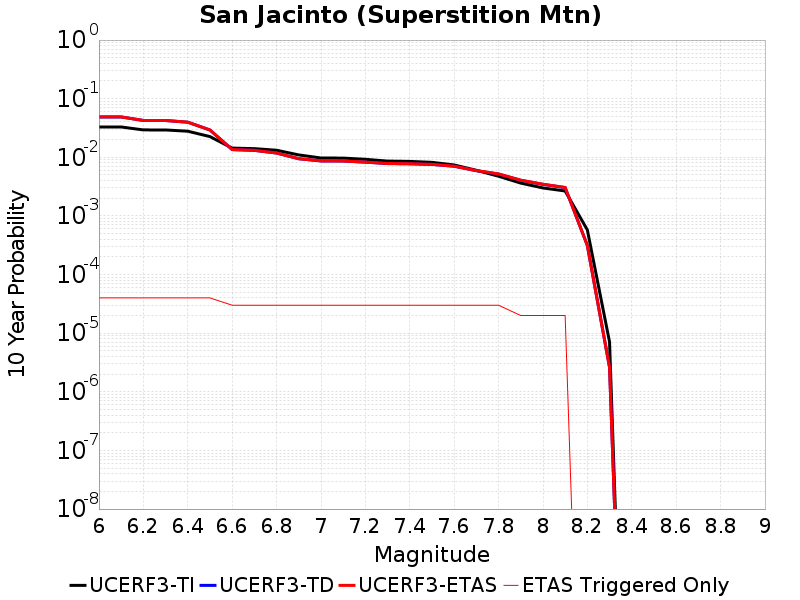 San Jacinto (Superstition Mtn)
10 Year Probability
10^0
10^-1
10^-2
10^-3
10^-4
10^-5
10^-6
10^-7
10^-8
6 6.2 6.4 6.6 6.8 7 7.2 7.4 7.6 7.8 8 8.2 8.4 8.6 8.8 9
Magnitude
UCERF3-TI UCERF3-TD UCERF3-ETAS ETAS Triggered Only